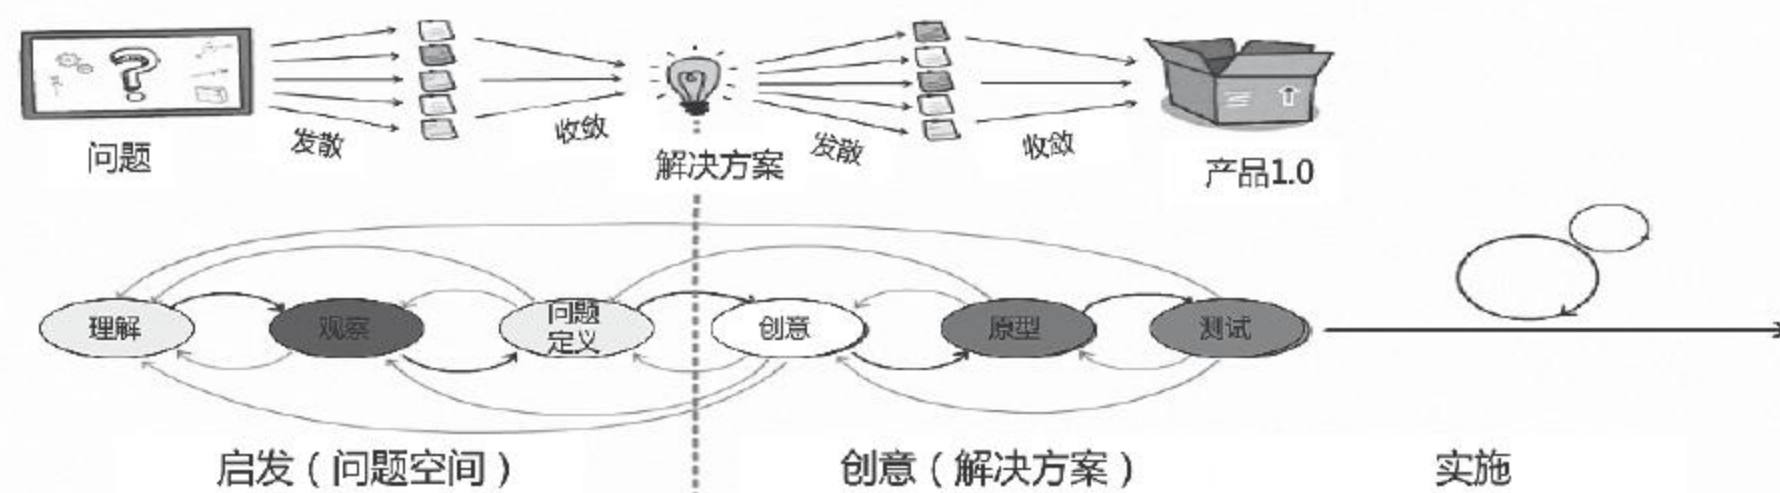 问题
发散
收敛
解决方案
发散
收敛
产品1.0
理解
观察
问题
定义
创意
原型
测试
启发（问题空间）
创意（解决方案）
实施